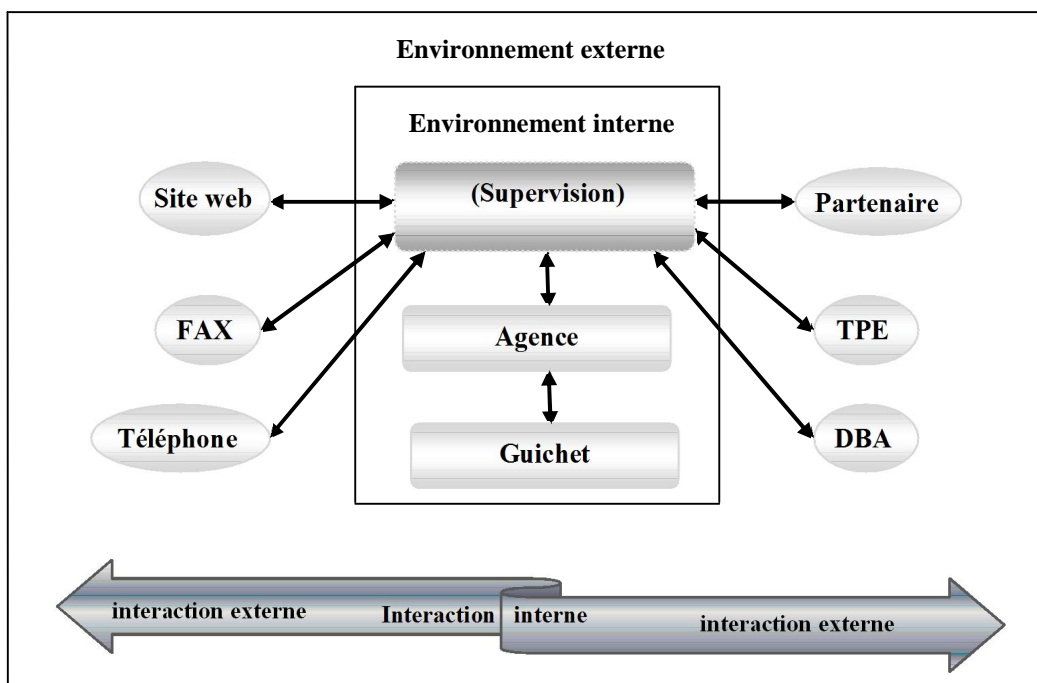 Environnement externe
Environnement interne
Site web
(Supervision)
Partenaire
FAX
Agence
TPE
Téléphone
Guichet
DBA
interaction externe
Interaction interne
interaction externe